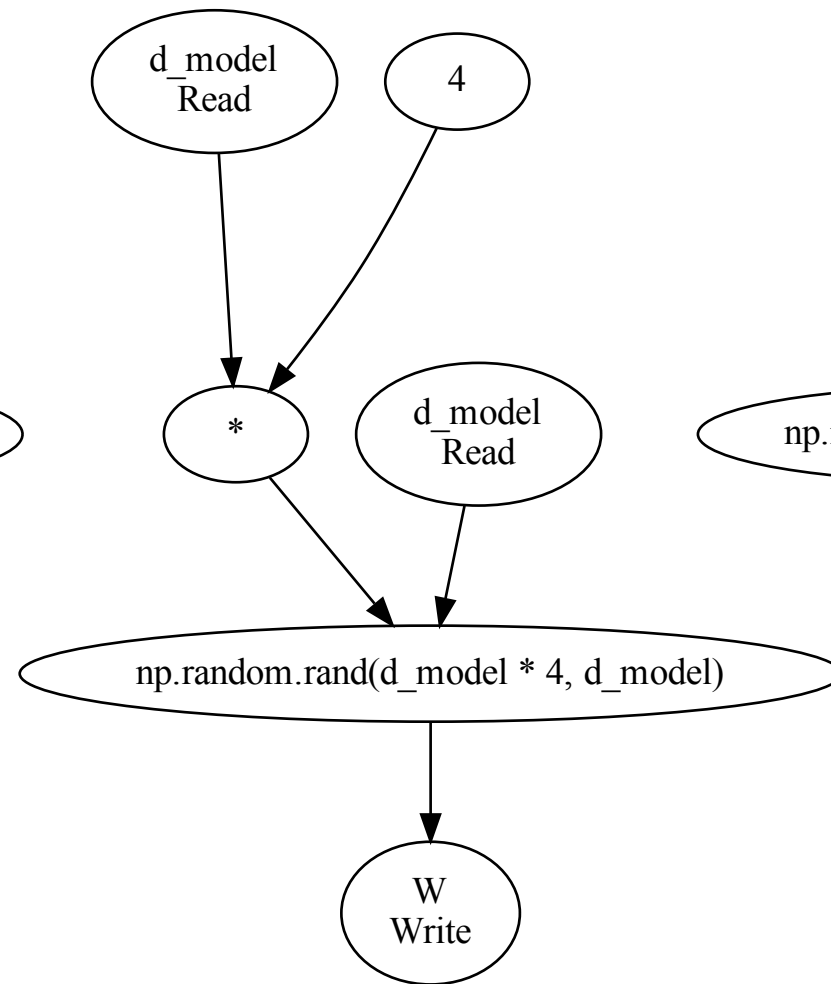 d_model
Read
4
*
d_model
Read
np.random.rand(d_model * 4, d_model)
W
Write